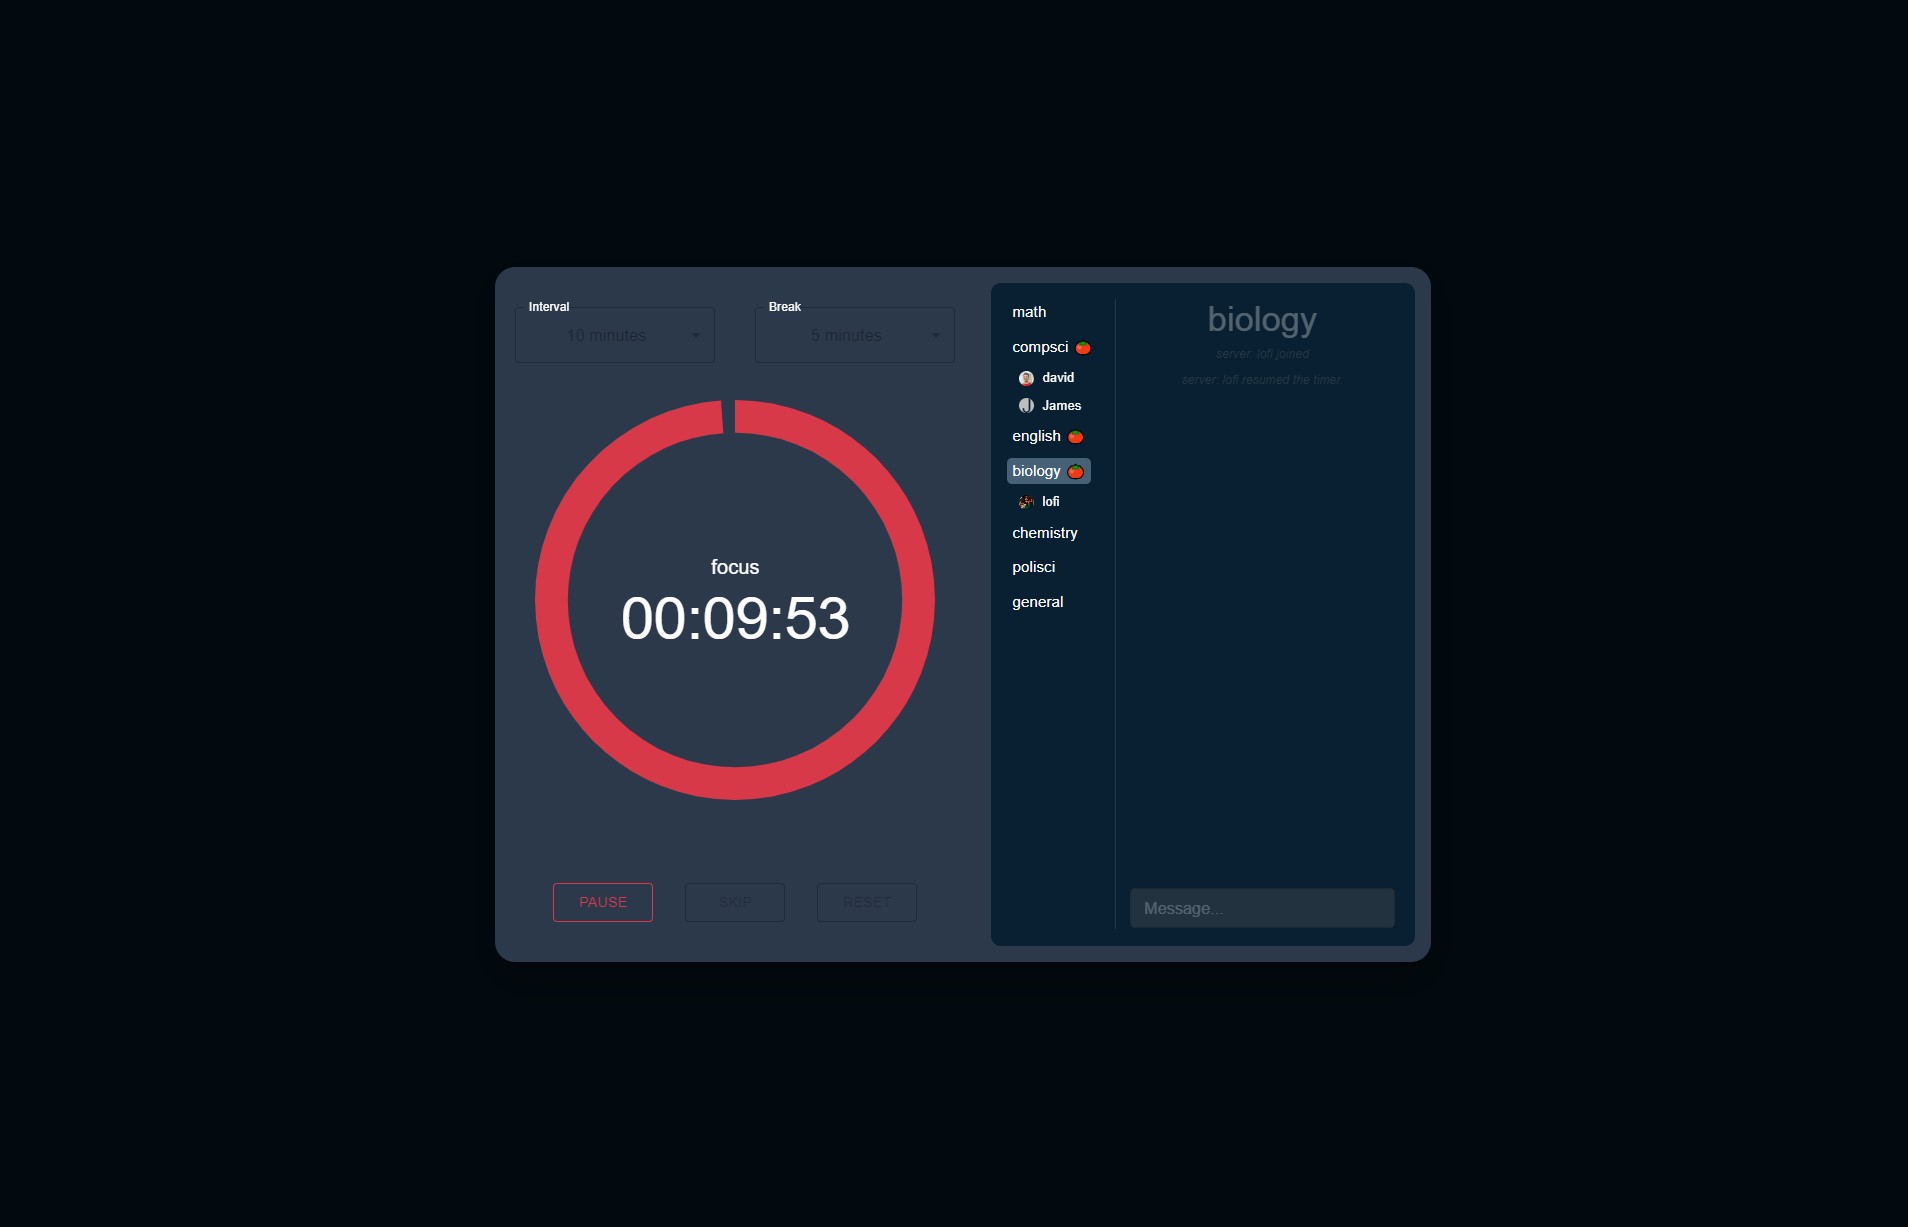 Interval
10 minutes
Break
5 minutes
focus
00:09:53
PAUSE
SKIP
RESET
math
compsci
david
James
english
biology
lofi
chemistry
polisci
general
biology
server: lofi joined
server: lofi resumed the timer.
Message...